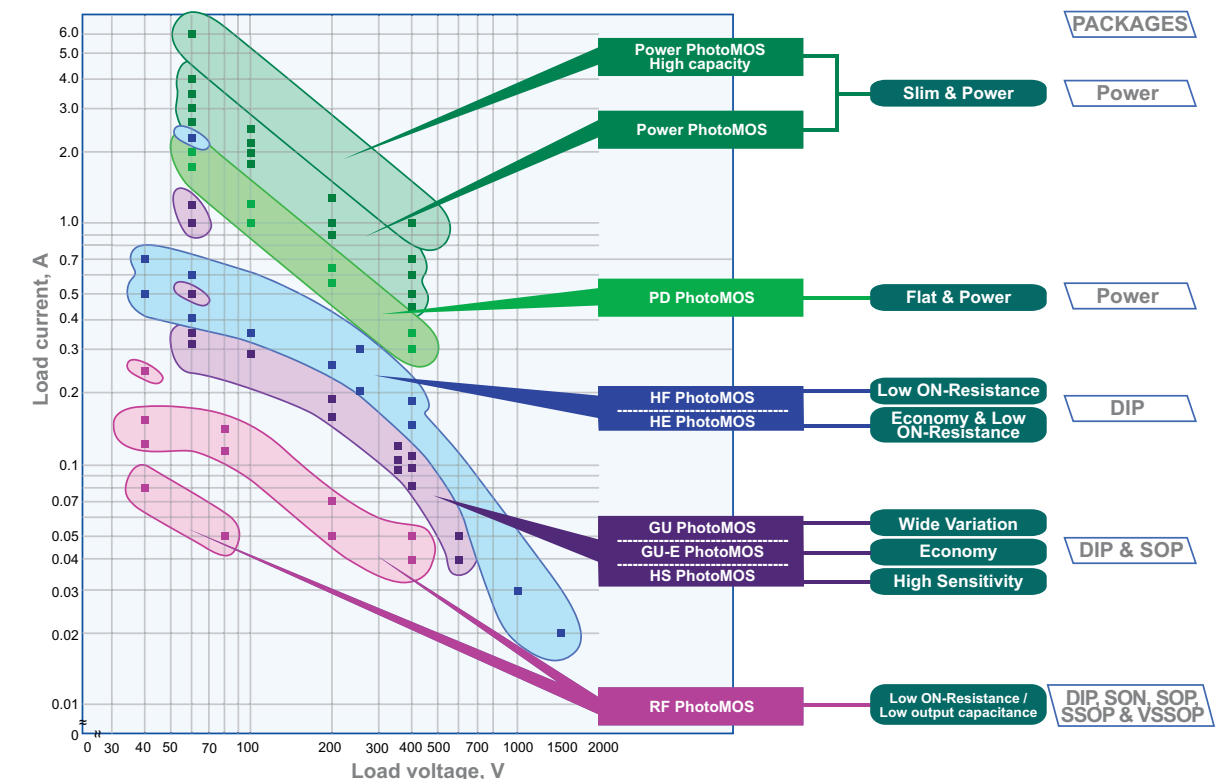 PACKAGES
6.0
5.0
4.0
3.0
2.0
1.0
0.7
0.5
0.4
0.3
0.2
0.1
0.07
0.05
0.04
0.03
0.02
0.01
0
Load current, A
Power PhotoMOS
High capacity
Power PhotoMOS
Slim & Power
Power
PD PhotoMOS
Flat & Power
Power
HF PhotoMOS
HE PhotoMOS
Low ON-Resistance
Economy & Low
ON-Resistance
DIP
GU PhotoMOS
GU-E PhotoMOS
HS PhotoMOS
Wide Variation
Economy
High Sensitivity
DIP & SOP
RF PhotoMOS
Low ON-Resistance /
Low output capacitance
DIP, SON, SOP,
SSOP & VSSOP
0 30 40 50 70 100 200 300 400 500 700 1000 1500 2000
Load voltage, V